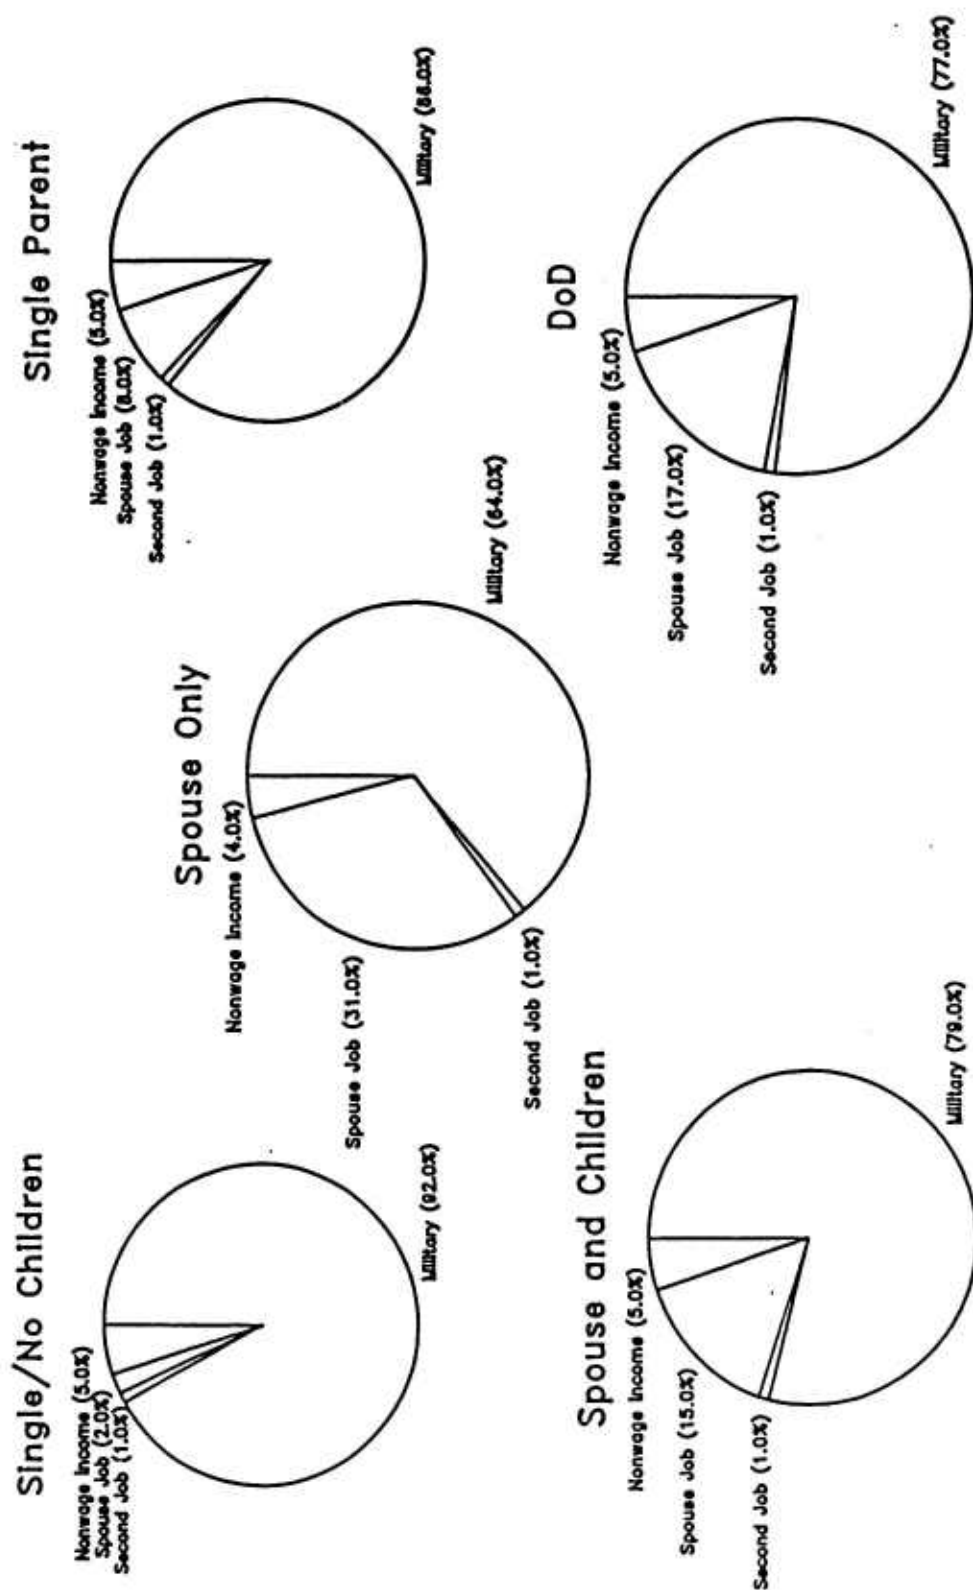 Single/No Children
Nonwage Income (5.0%)
Spouse Job (2.0%)
Second Job (1.0%)
Military (92.0%)
Spouse Only
Nonwage Income (4.0%)
Spouse Job (31.0%)
Second Job (1.0%)
Military (64.0%)
Single Parent
Nonwage Income (5.0%)
Spouse Job (8.0%)
Second Job (1.0%)
Military (86.0%)
Spouse and Children
Nonwage Income (5.0%)
Spouse Job (15.0%)
Second Job (1.0%)
Military (79.0%)
DoD
Nonwage Income (5.0%)
Spouse Job (17.0%)
Second Job (1.0%)
Military (77.0%)